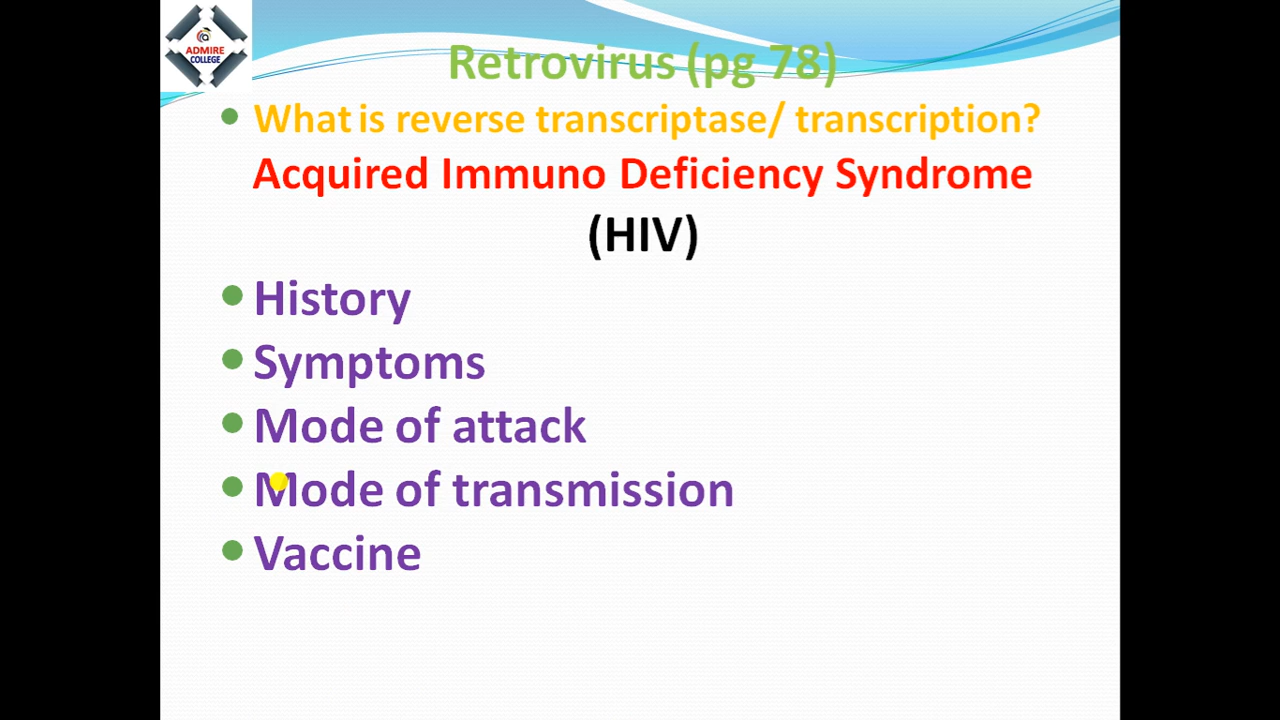 ADMIRE
COLLEGE
Retrovirus (pg 78)
What is reverse transcriptase/ transcription?
Acquired Immuno Deficiency Syndrome
(HIV)
History
Symptoms
Mode of attack
Mode of transmission
Vaccine